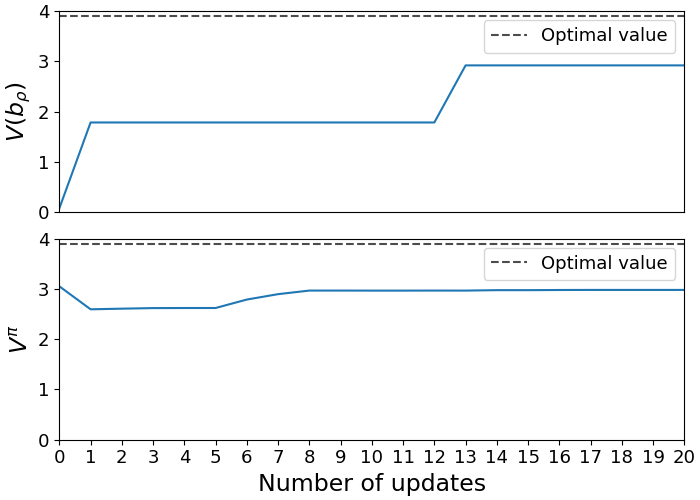 4
3
2
1
0
V(b_ρ)
Optimal value
4
3
2
1
0
V^π
Optimal value
0 1 2 3 4 5 6 7 8 9 10 11 12 13 14 15 16 17 18 19 20
Number of updates